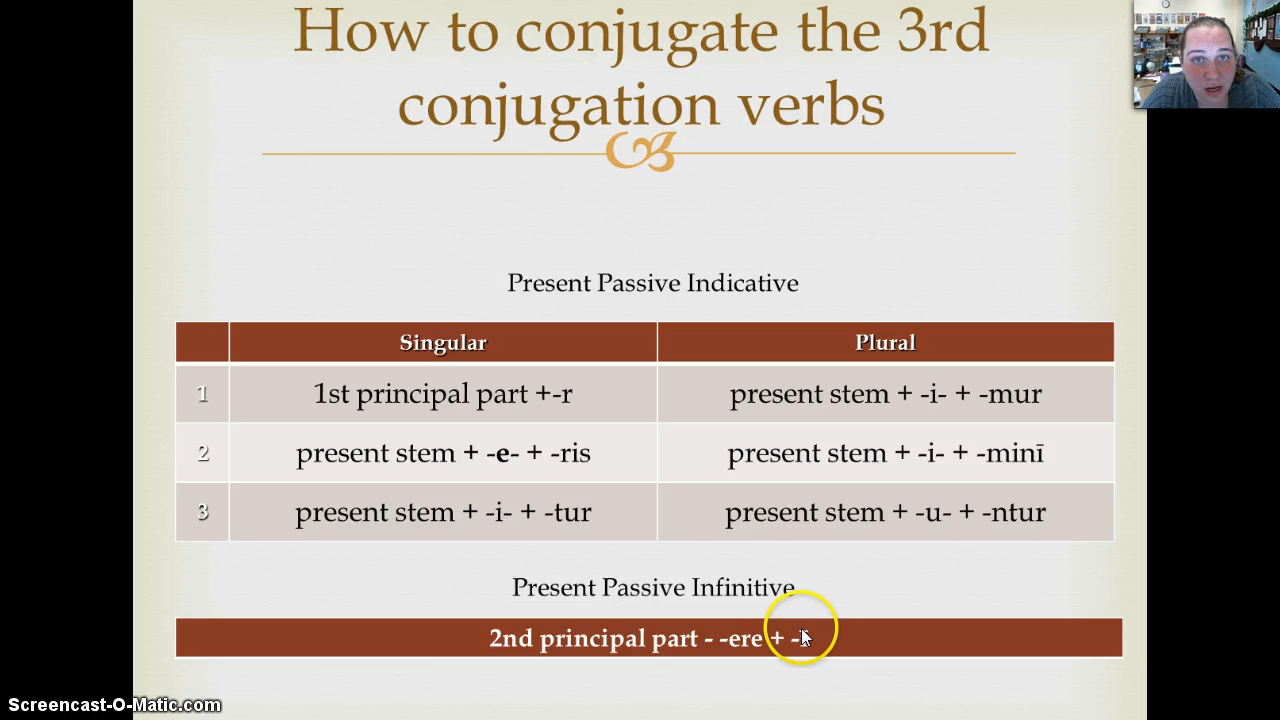 How to conjugate the 3rd
conjugation verbs
Present Passive Indicative
Singular Plural
1 1st principal part +-r present stem + -i- + -mur
2 present stem + -e- + -ris present stem + -i- + -minī
3 present stem + -i- + -tur present stem + -u- + -ntur
Present Passive Infinitive
2nd principal part - -ere +
Screencast-O-Matic.com